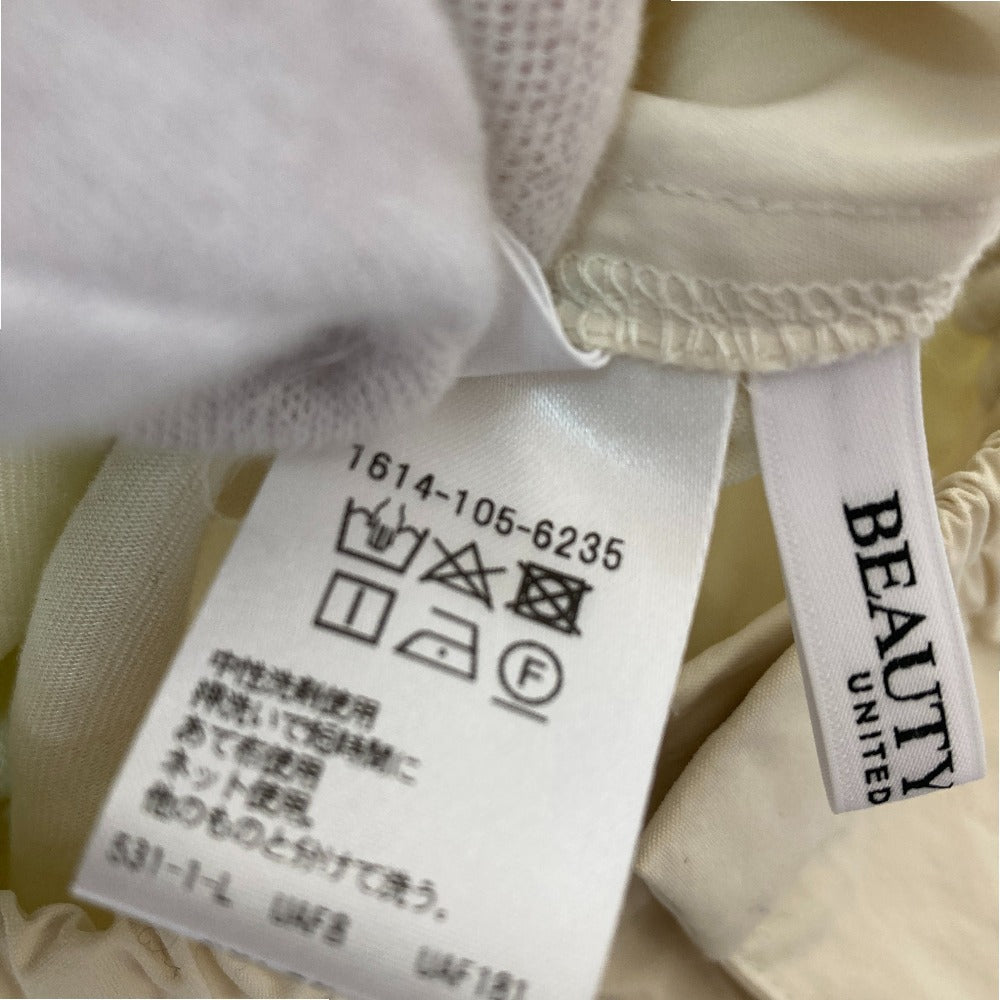 1614-105-6235
F
中性洗剤使用
押洗いで短時間に
あて布使用
ネット使用。
他のものと分けて洗う。
531-1-L UAF8 UAF181
BEAUTY
UNITED